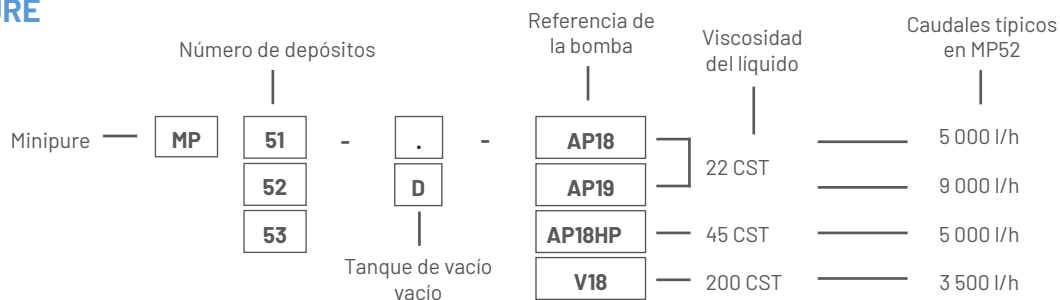 URE
Número de depósitos
Referencia de
la bomba
Viscosidad
del líquido
Caudales típicos
en MP52
Minipure MP 51 - . - AP18 5 000 l/h
22 CST
52 D AP19 9 000 l/h
53 AP18HP 45 CST 5 000 l/h
Tanque de vacío
vacío
V18 200 CST 3 500 l/h